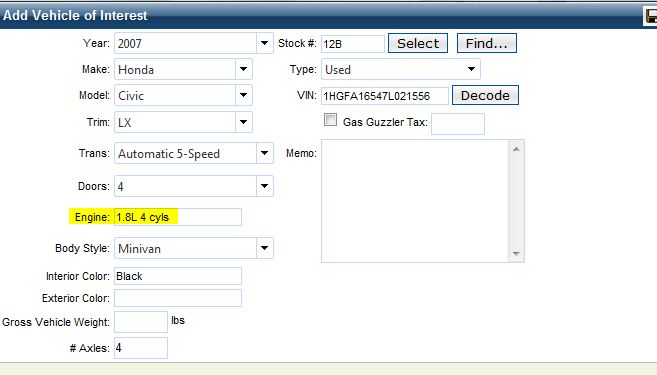 Add Vehicle of Interest
Year: 2007 Stock #: 12B Select Find...
Make: Honda Type: Used
Model: Civic VIN: 1HGFA16547L021556 Decode
Trim: LX Gas Guzzler Tax:
Trans: Automatic 5-Speed Memo:
Doors: 4
Engine: 1.8L 4 cyls
Body Style: Minivan
Interior Color: Black
Exterior Color:
Gross Vehicle Weight: lbs
# Axles: 4